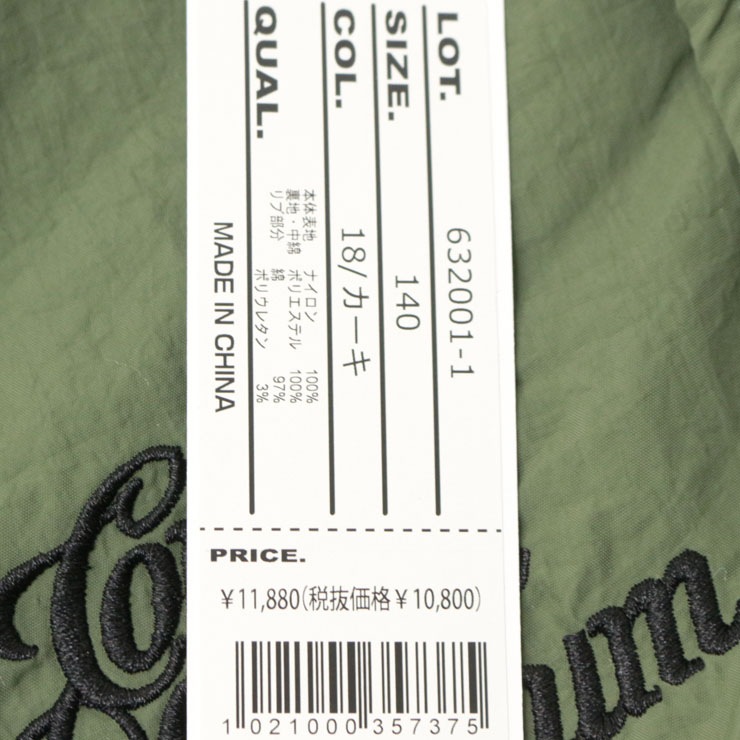 LOT. 632001-1
SIZE. 140
COL. 18/カーキ
QUAL.
本体表地 ナイロン 100%
裏地・中綿 ポリエステル 100%
リブ部分 綿 97%
ポリウレタン 3%
MADE IN CHINA
PRICE.
￥11,880(税抜価格￥10,800)
1021000357375